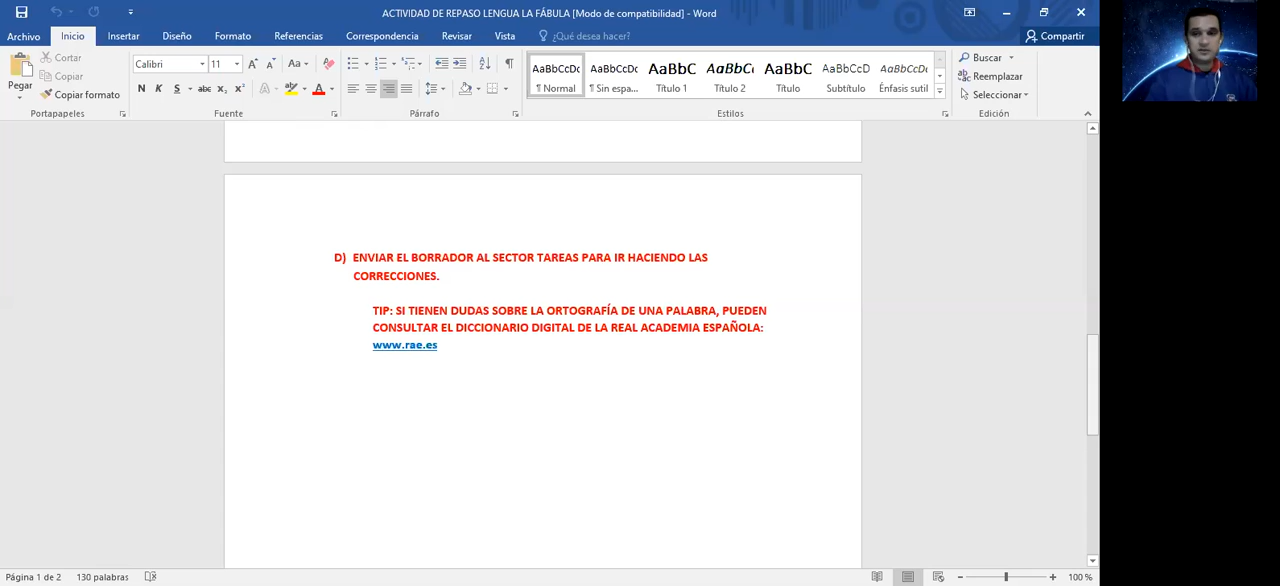 ACTIVIDAD DE REPASO LENGUA LA FÁBULA [Modo de compatibilidad] - Word
Archivo Inicio Insertar Diseño Formato Referencias Correspondencia Revisar Vista ¿Qué desea hacer? Compartir
Pegar
Cortar
Copiar
Copiar formato
Portapapeles
Calibri 11
N K S abc x₂ x²
Fuente
Párrafo
AaBbCcDc AaBbCcDc AaBbC AaBbC AaBbC AaBbCcD AaBbCcDc
¶ Normal ¶ Sin espa... Título 1 Título 2 Título Subtítulo Énfasis sutil
Estilos
Buscar
Reemplazar
Seleccionar
Edición
D) ENVIAR EL BORRADOR AL SECTOR TAREAS PARA IR HACIENDO LAS
CORRECCIONES.
TIP: SI TIENEN DUDAS SOBRE LA ORTOGRAFÍA DE UNA PALABRA, PUEDEN
CONSULTAR EL DICCIONARIO DIGITAL DE LA REAL ACADEMIA ESPAÑOLA:
www.rae.es
Página 1 de 2 130 palabras 100 %